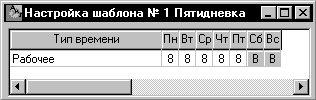 Настройка шаблона № 1 Пятидневка
Тип времени Пн Вт Ср Чт Пт Сб Вс
Рабочее 8 8 8 8 8 В В